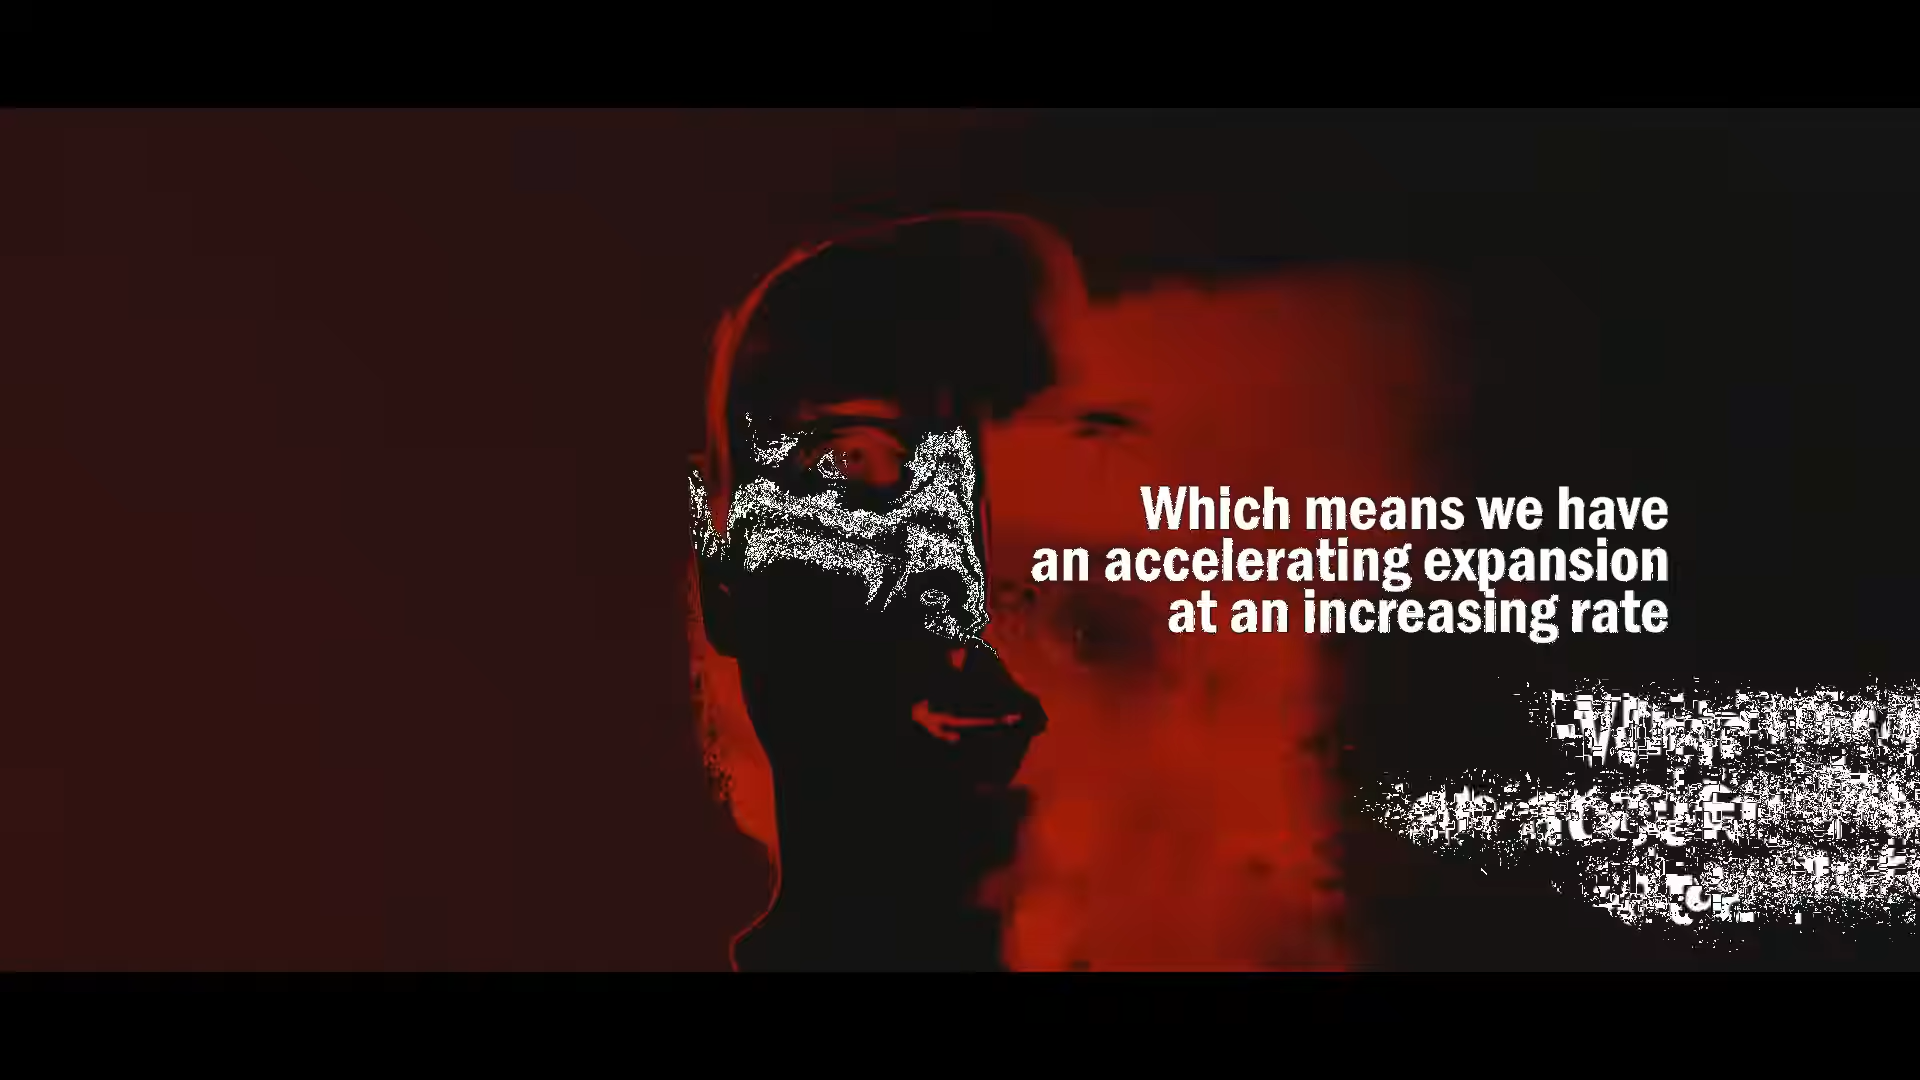 Which means we have
an accelerating expansion
at an increasing rate